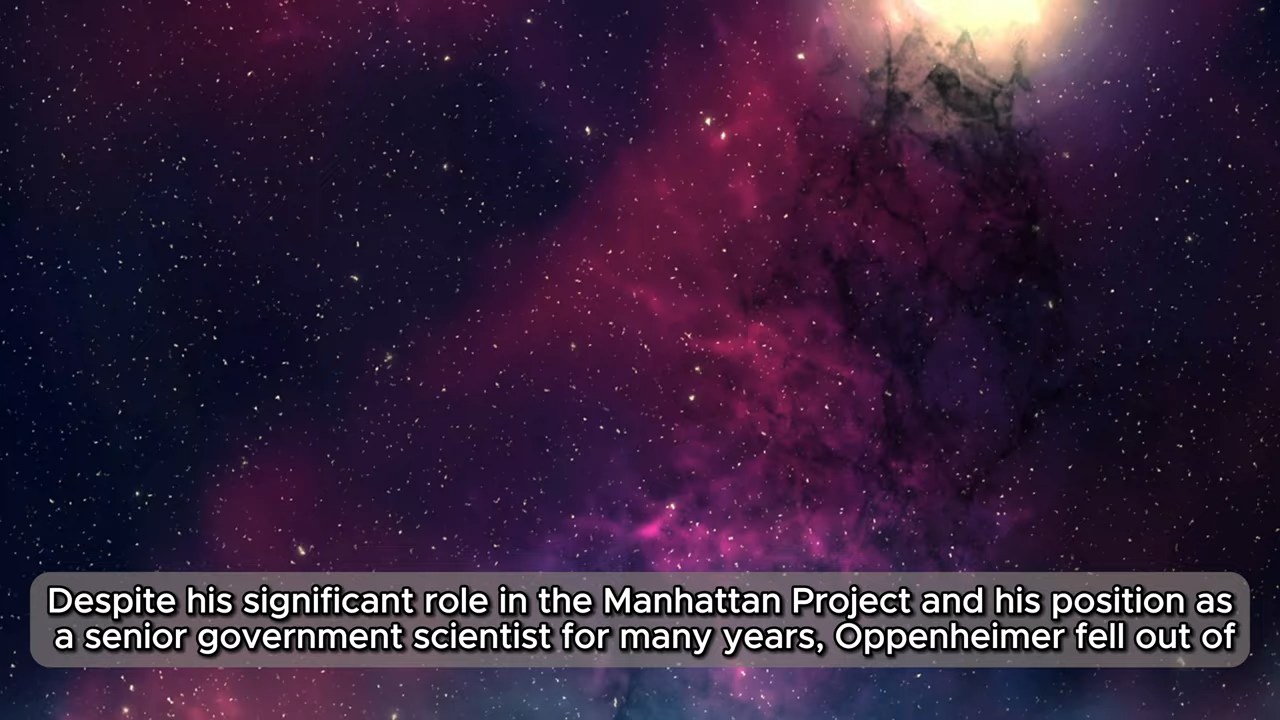 Despite his significant role in the Manhattan Project and his position as
a senior government scientist for many years, Oppenheimer fell out of